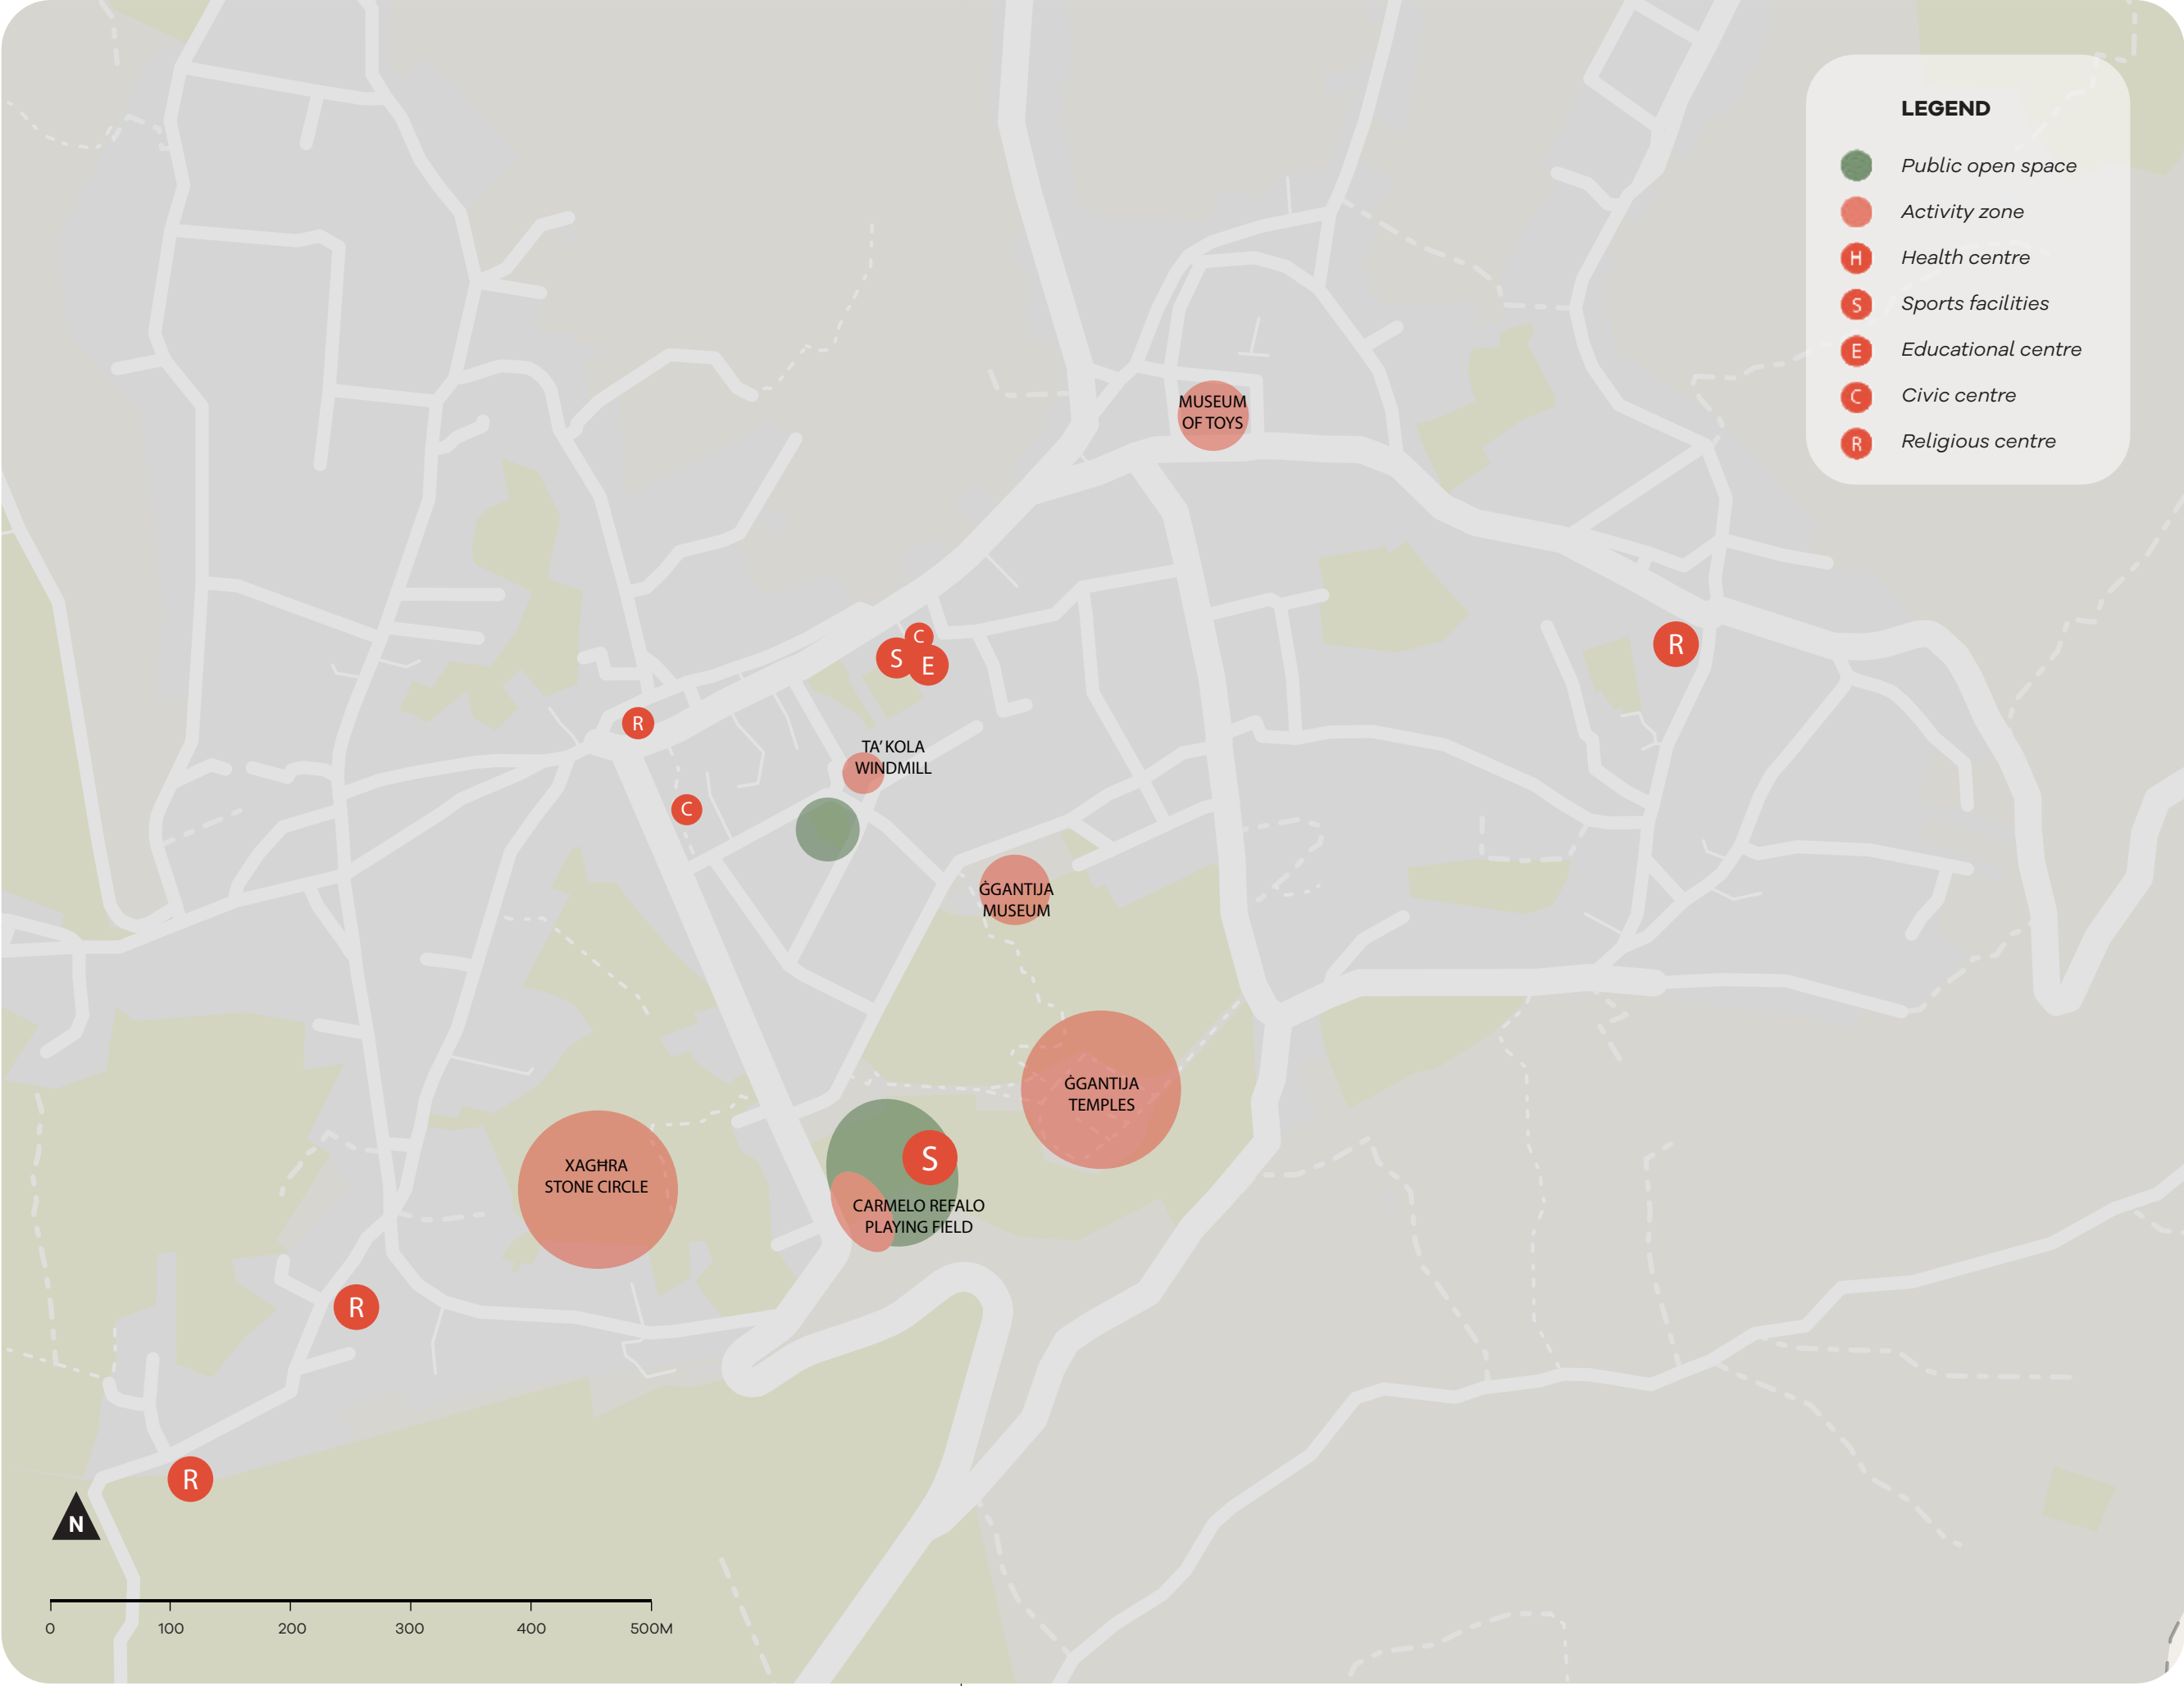 LEGEND
Public open space
Activity zone
H Health centre
S Sports facilities
E Educational centre
C Civic centre
R Religious centre
MUSEUM
OF TOYS
C
S
E
R
R
TA' KOLA
WINDMILL
C
ĠGANTIJA
MUSEUM
ĠGANTIJA
TEMPLES
XAGĦRA
STONE CIRCLE
S
CARMELO REFALO
PLAYING FIELD
R
R
N
0 100 200 300 400 500M